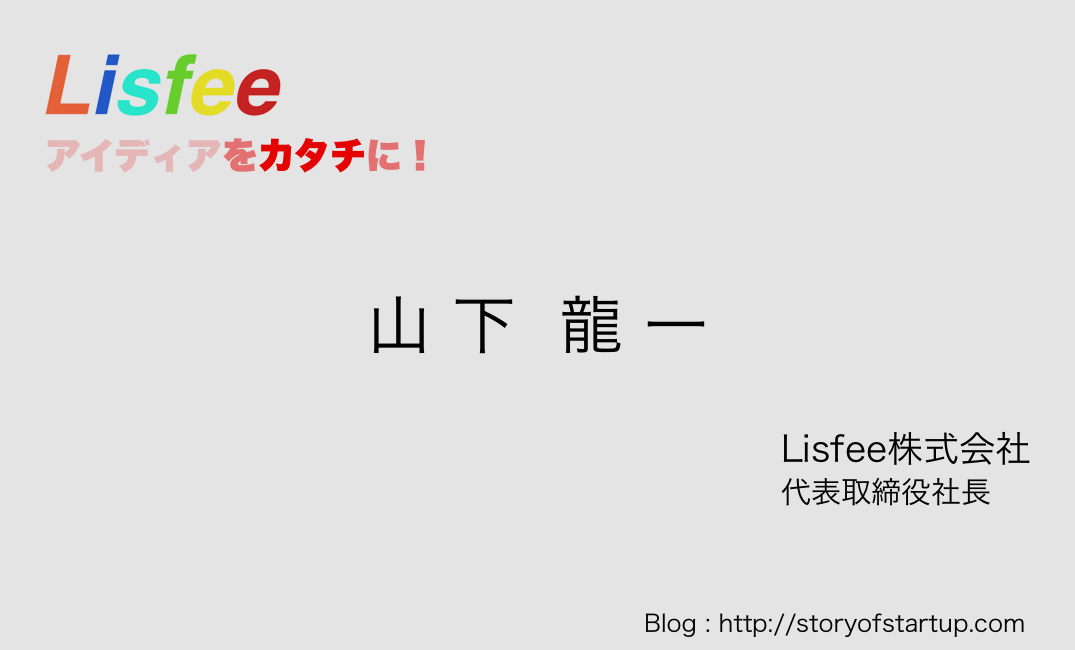 Lisfee
アイディアをカタチに！
山下 龍一
Lisfee株式会社
代表取締役社長
Blog : http://storyofstartup.com